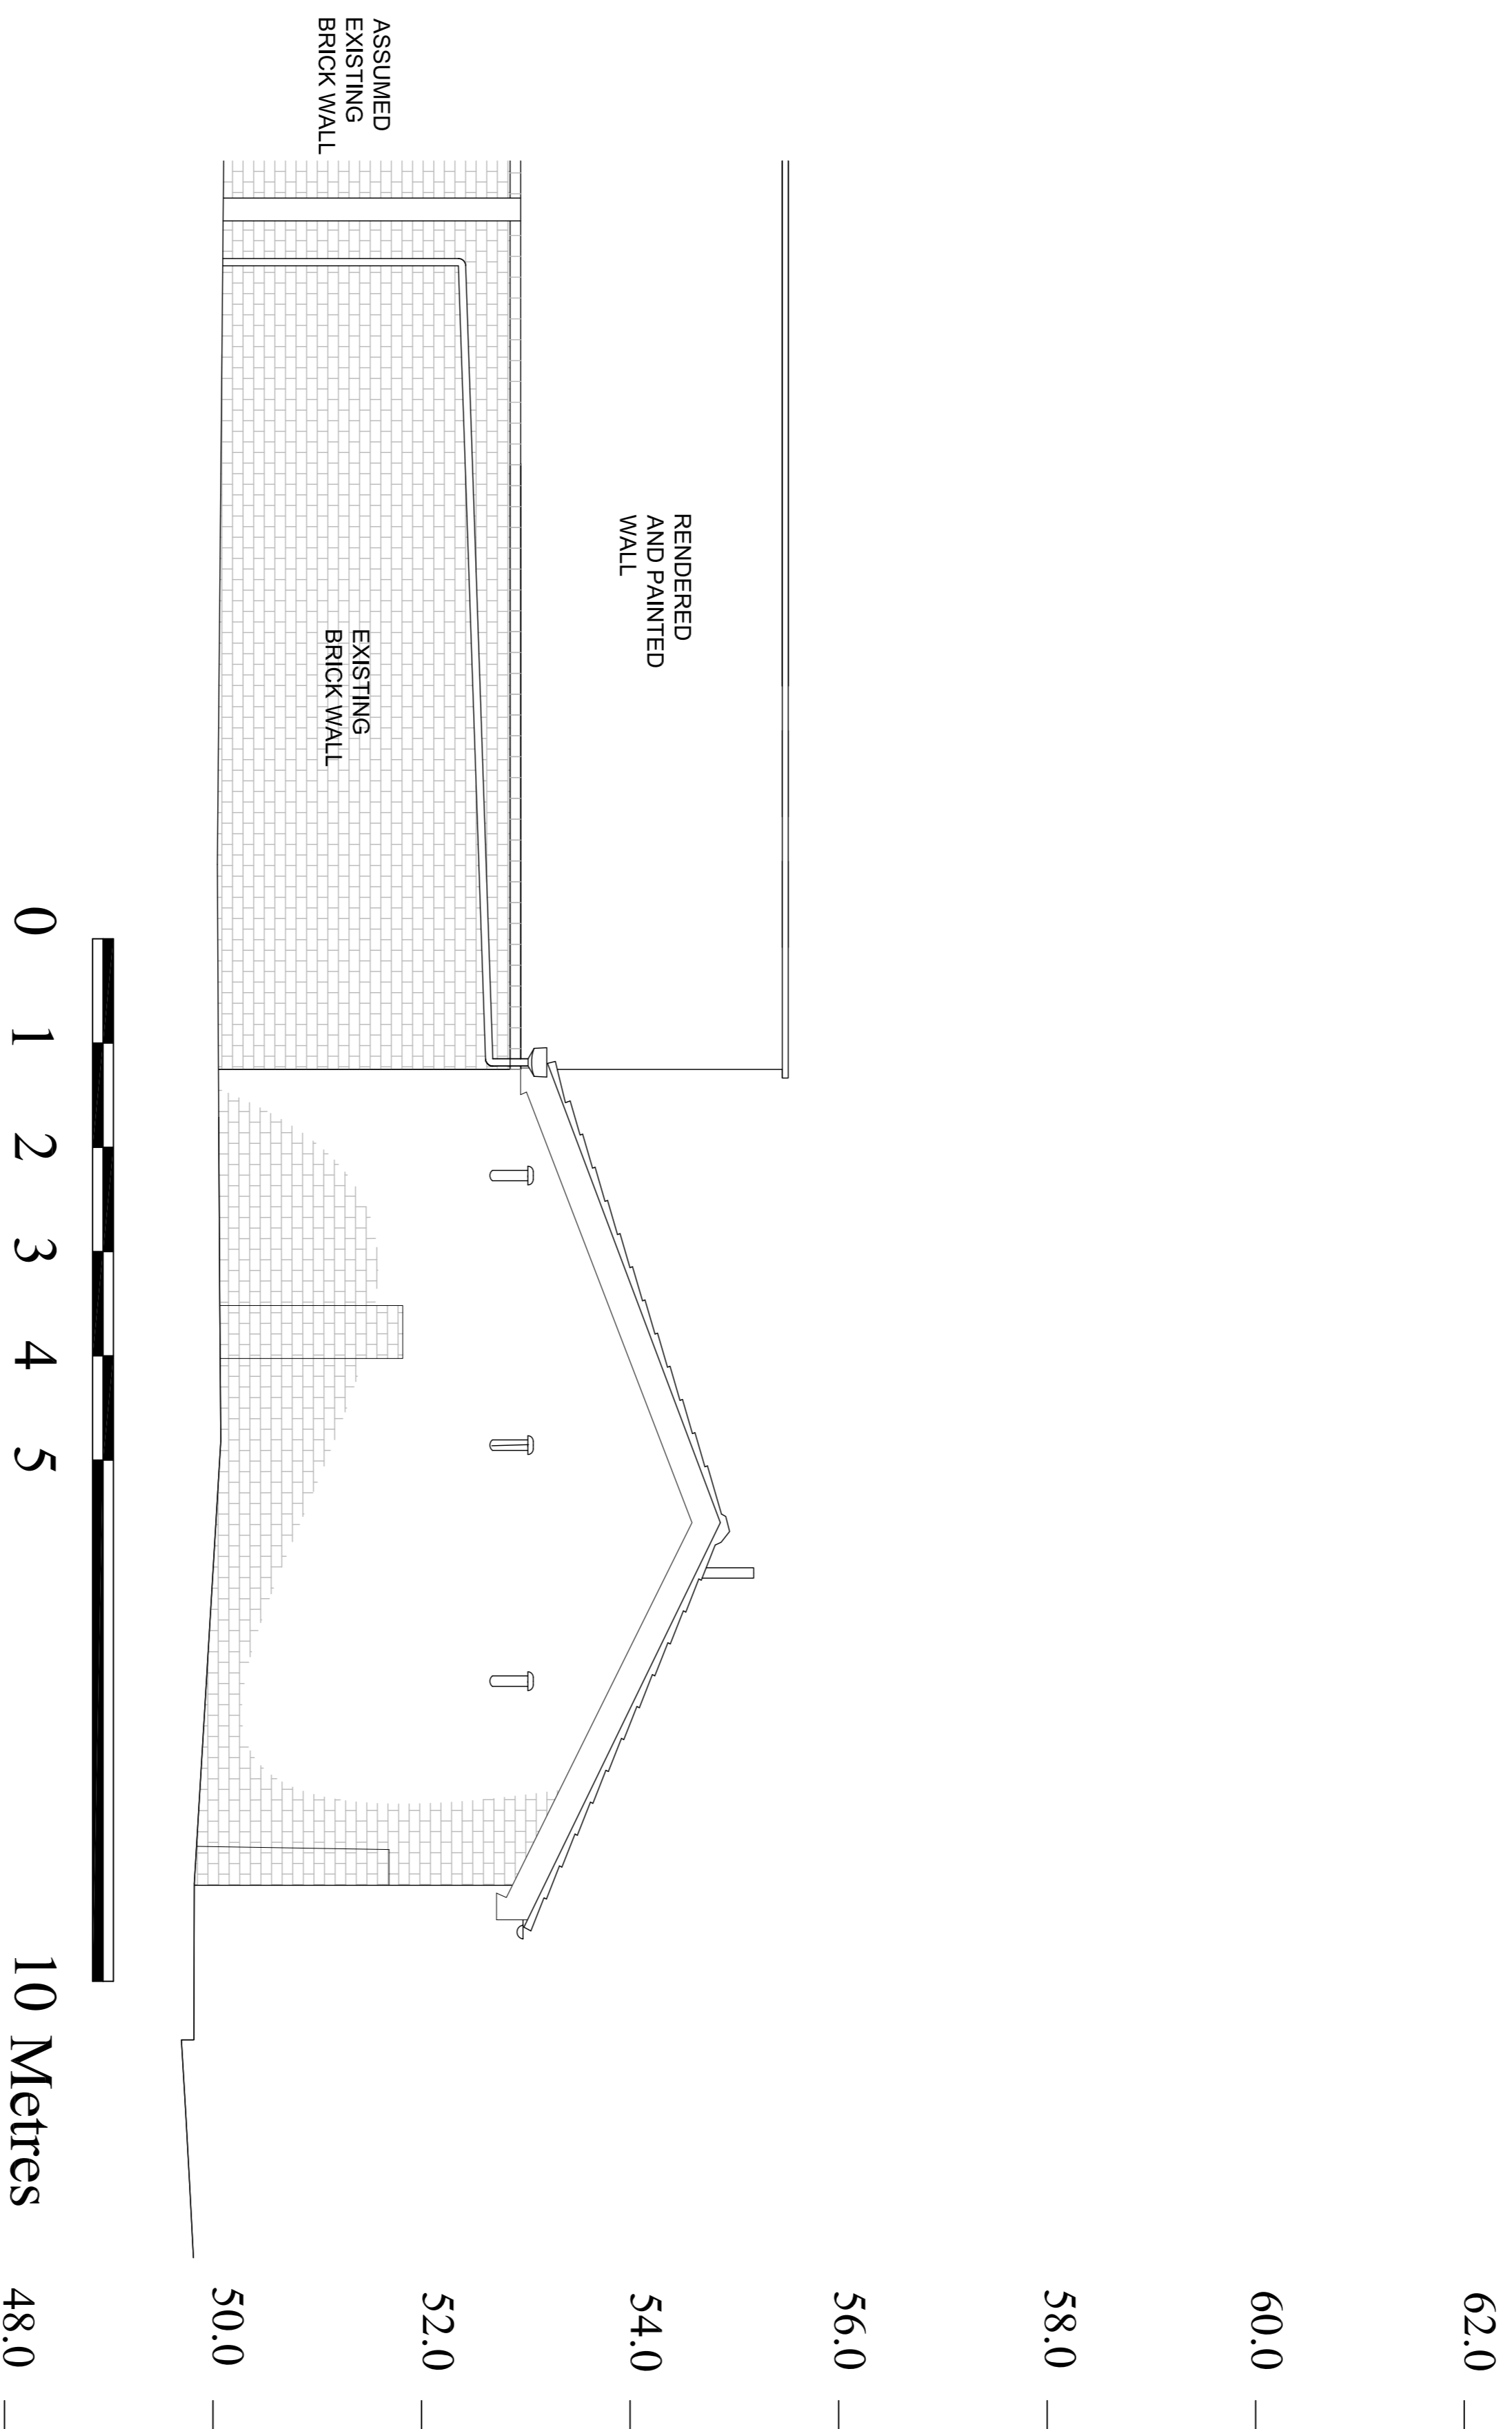 62.0
60.0
58.0
56.0
54.0
52.0
50.0
48.0
RENDERED
AND PAINTED
WALL
ASSUMED
EXISTING
BRICK WALL
EXISTING
BRICK WALL
0 1 2 3 4 5 10 Metres